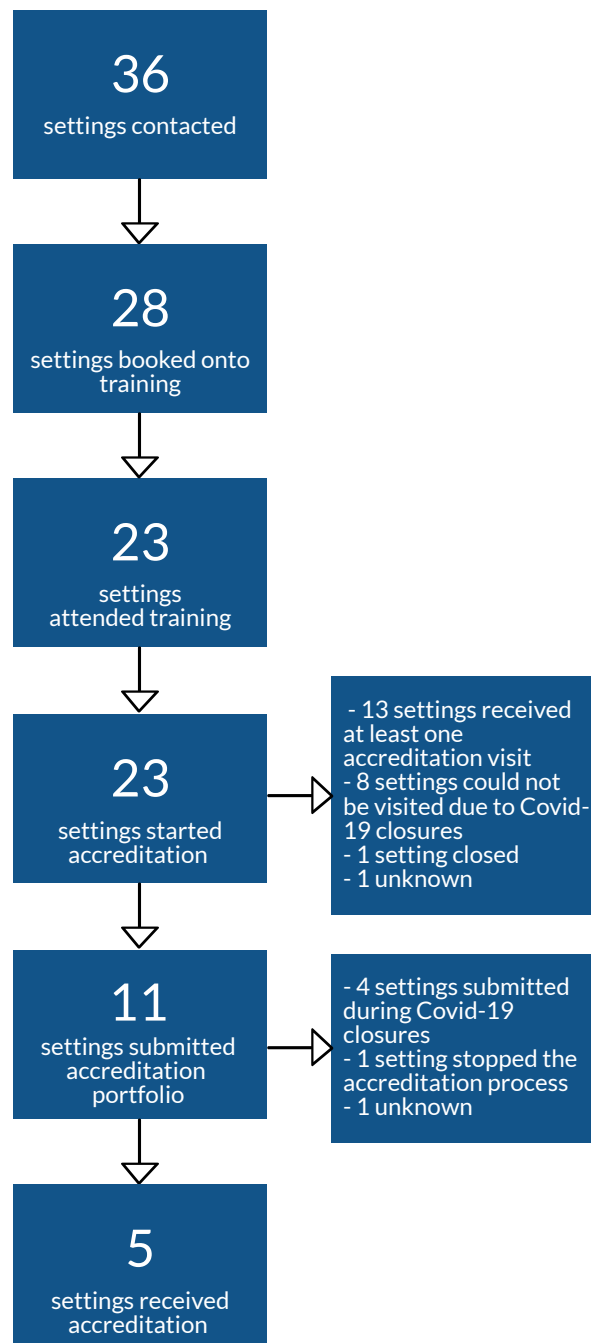 36
settings contacted
28
settings booked onto
training
23
settings
attended training
23
settings started
accreditation
- 13 settings received
at least one
accreditation visit
- 8 settings could not
be visited due to Covid-
19 closures
- 1 setting closed
- 1 unknown
11
settings submitted
accreditation
portfolio
- 4 settings submitted
during Covid-19
closures
- 1 setting stopped the
accreditation process
- 1 unknown
5
settings received
accreditation